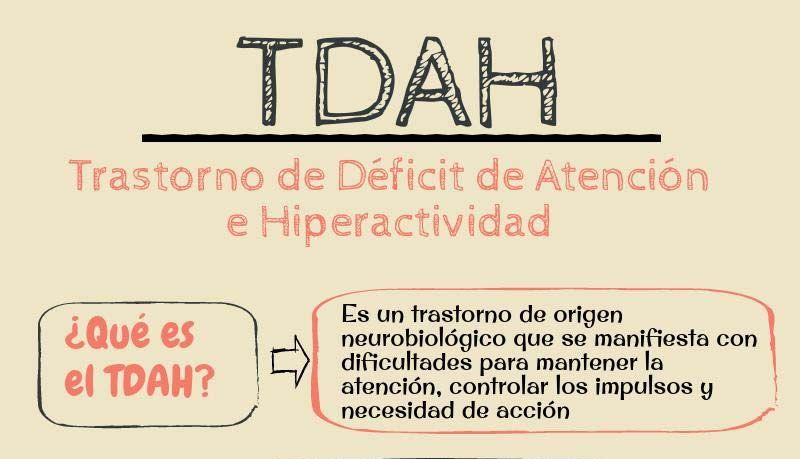 TDAH
Trastorno de Déficit de Atención
e Hiperactividad
¿Qué es
el TDAH?
Es un trastorno de origen
neurobiológico que se manifiesta con
dificultades para mantener la
atención, controlar los impulsos y
necesidad de acción